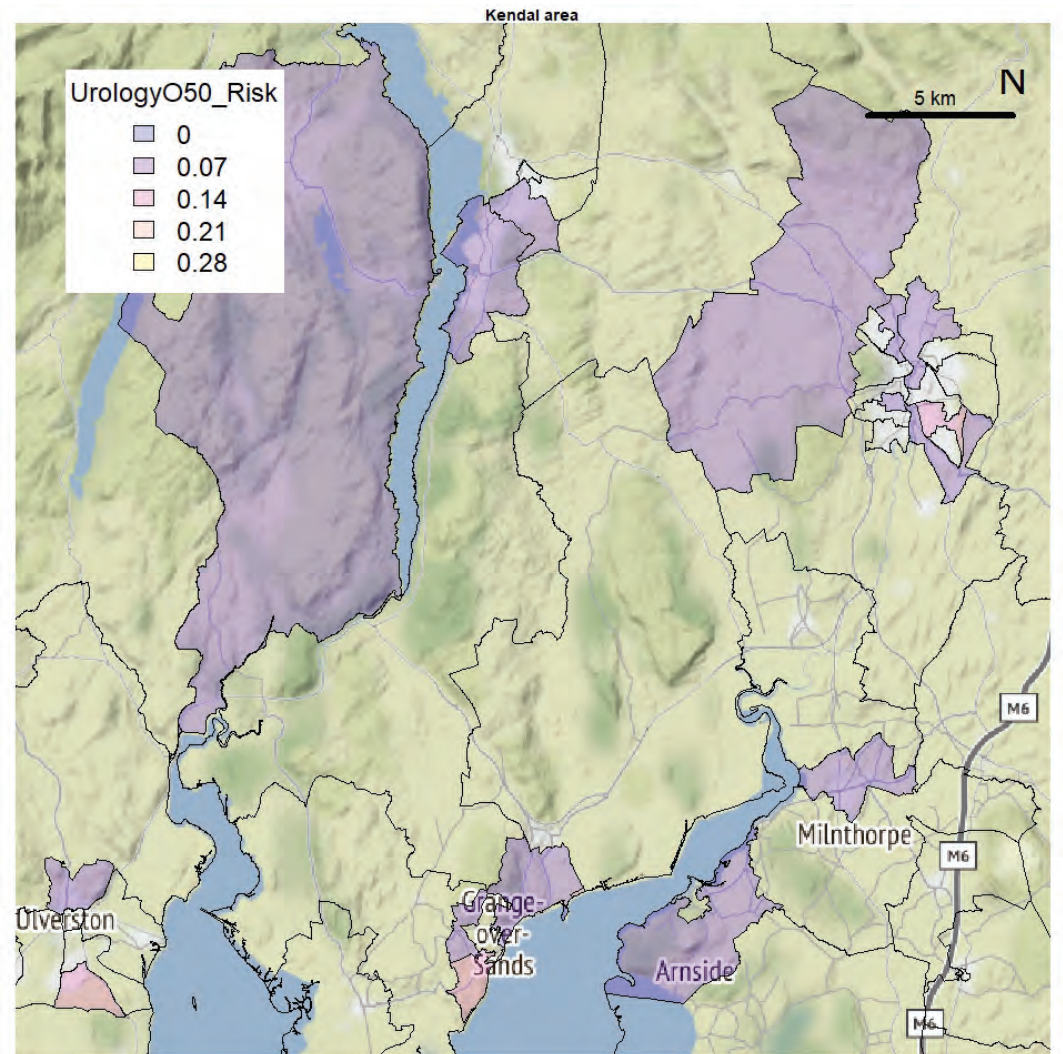 Kendal area
UrologyO50_Risk
0
0.07
0.14
0.21
0.28
N
5 km
M6
Milnthorpe
M6
Grange-
over-
Sands
Ulverston
Arnside
M6